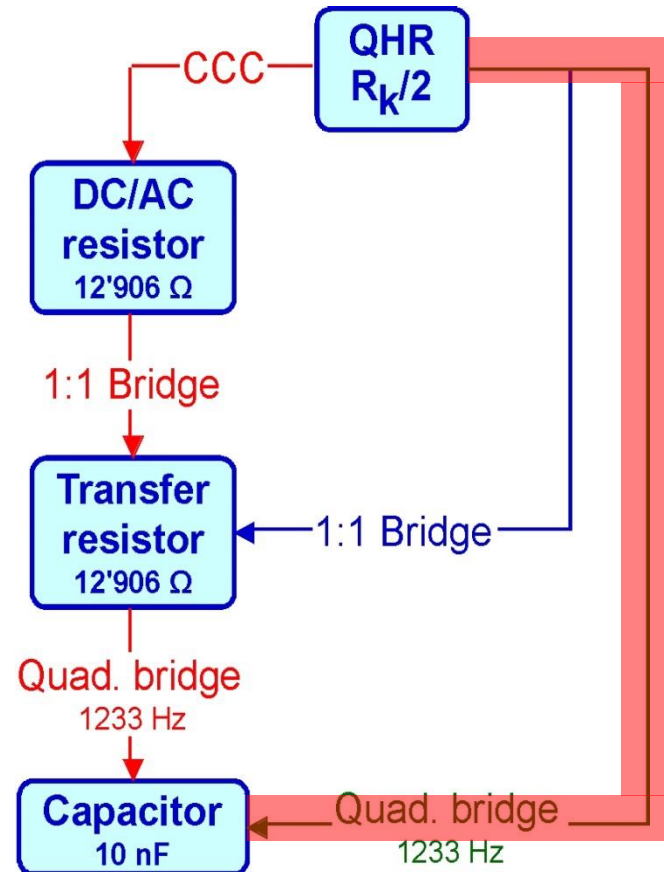 QHR
Rk/2
CCC
DC/AC
resistor
12'906 Ω
1:1 Bridge
Transfer
resistor
12'906 Ω
1:1 Bridge
Quad. bridge
1233 Hz
Capacitor
10 nF
Quad. bridge
1233 Hz